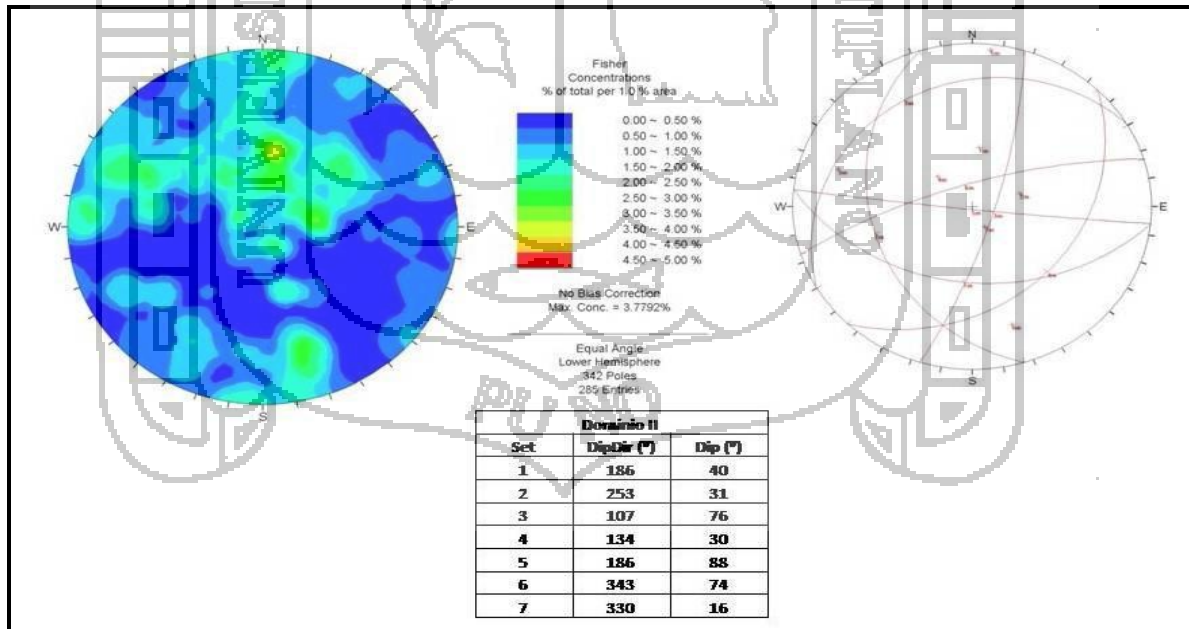 N
W
E
S
Fisher
Concentrations
% of total per 1.0 % area
0.00 ~ 0.50 %
0.50 ~ 1.00 %
1.00 ~ 1.50 %
1.50 ~ 2.00 %
2.00 ~ 2.50 %
2.50 ~ 3.00 %
3.00 ~ 3.50 %
3.50 ~ 4.00 %
4.00 ~ 4.50 %
4.50 ~ 5.00 %
No Bias Correction
Max. Conc. = 3.7792%
Equal Angle
Lower Hemisphere
342 Poles
285 Entries
N
W
E
S
Dominio II
Set DipDir (°) Dip (°)
1 186 40
2 253 31
3 107 76
4 134 30
5 186 88
6 343 74
7 330 16